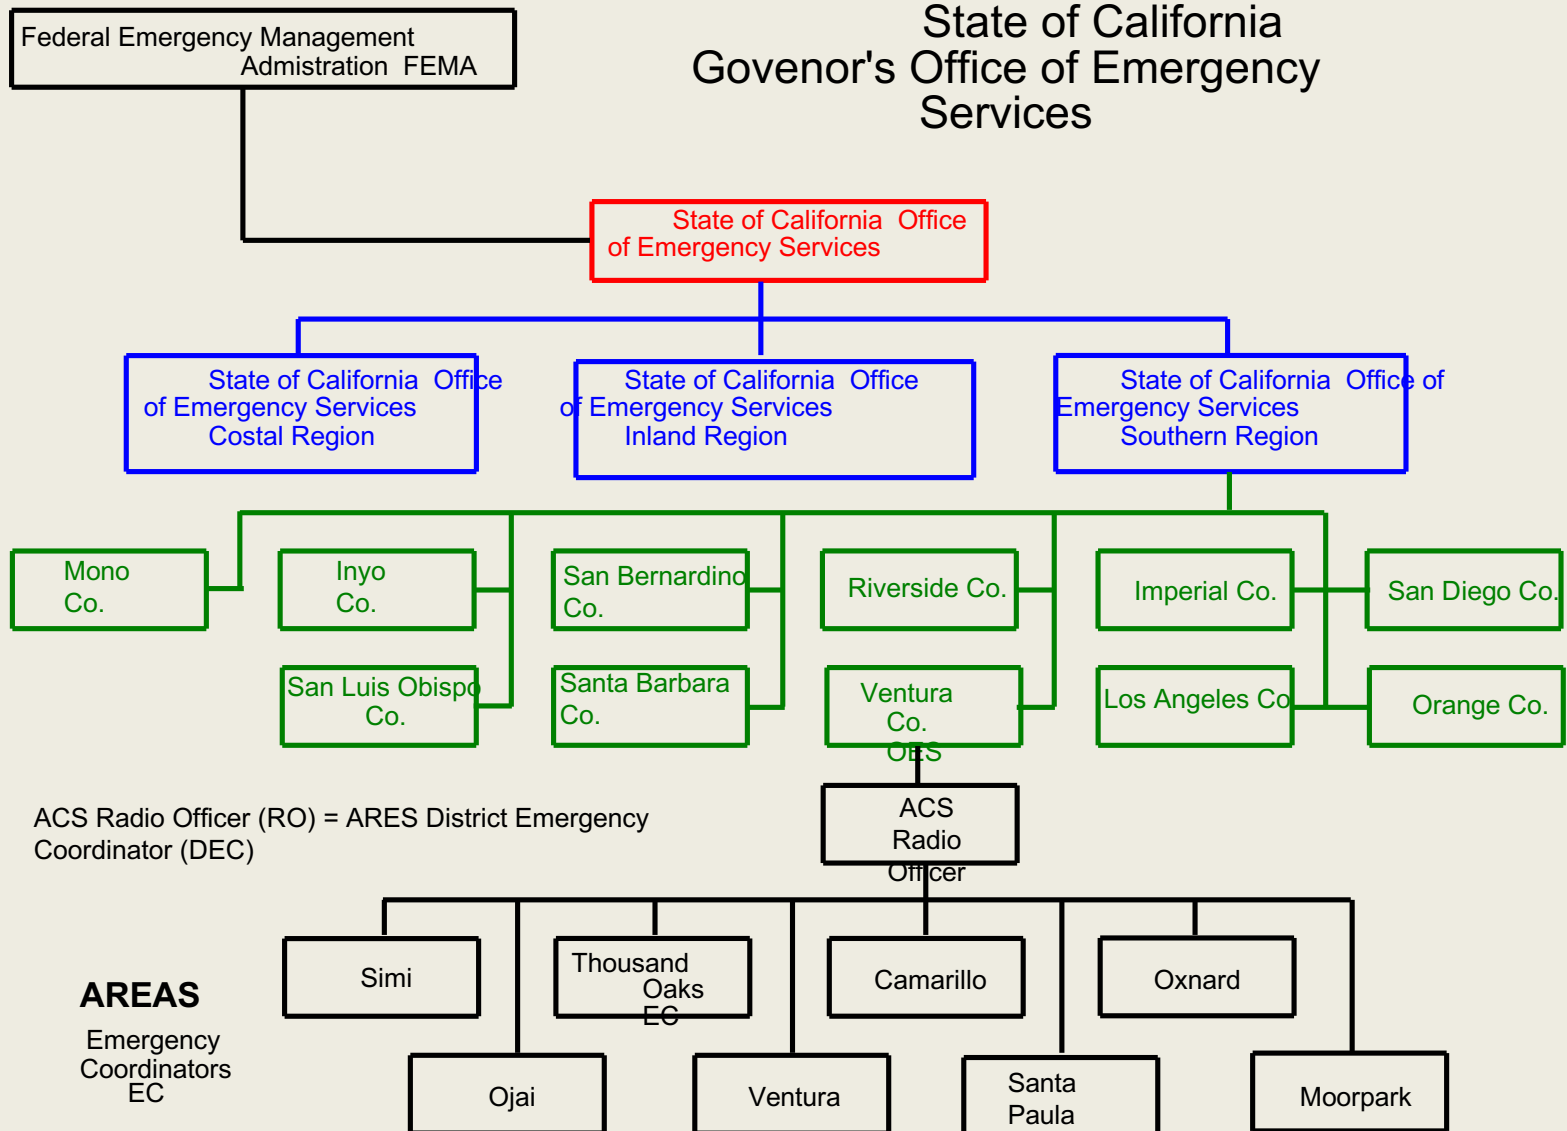 State of California
Govenor's Office of Emergency
Services
Federal Emergency Management
Admistration FEMA
State of California Office
of Emergency Services
State of California Office
of Emergency Services
Costal Region
State of California Office
of Emergency Services
Inland Region
State of California Office of
Emergency Services
Southern Region
Mono
Co.
Inyo
Co.
San Bernardino
Co.
Riverside Co.
Imperial Co.
San Diego Co.
San Luis Obispo
Co.
Santa Barbara
Co.
Ventura
Co.
OES
Los Angeles Co
Orange Co.
ACS Radio Officer (RO) = ARES District Emergency
Coordinator (DEC)
ACS
Radio
Officer
Simi
Thousand
Oaks
EC
Camarillo
Oxnard
AREAS
Emergency
Coordinators
EC
Ojai
Ventura
Santa
Paula
Moorpark